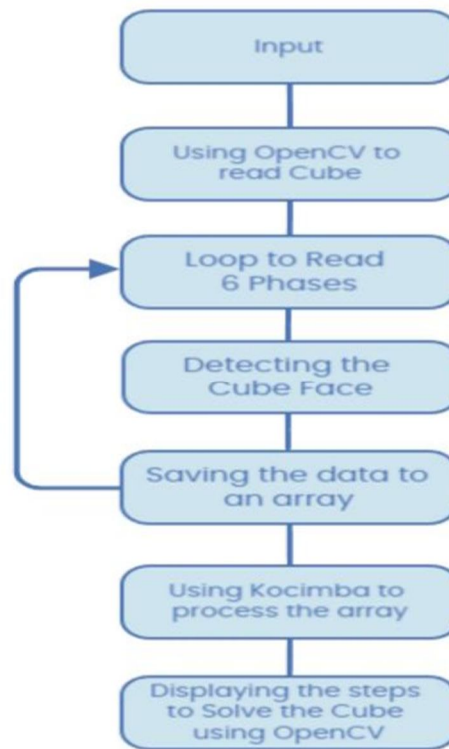 Input
Using OpenCV to
read Cube
Loop to Read
6 Phases
Detecting the
Cube Face
Saving the data to
an array
Using Kocimba to
process the array
Displaying the steps
to Solve the Cube
using OpenCV